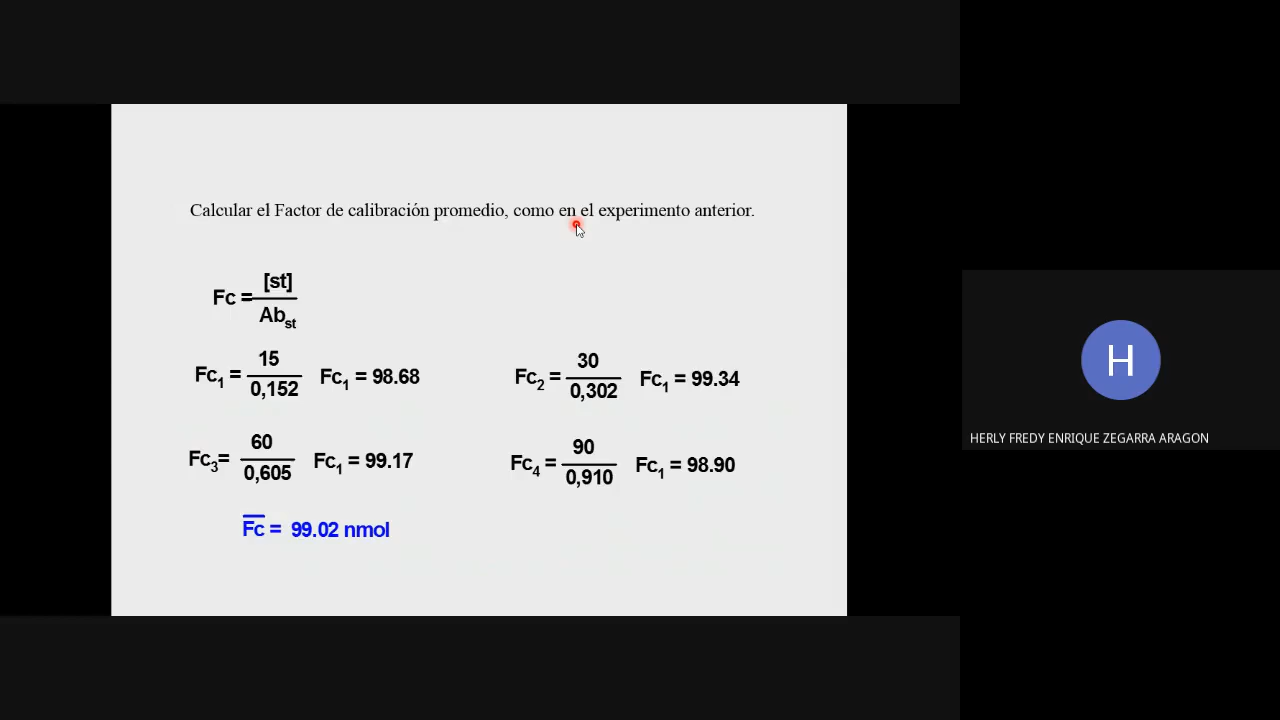 Calcular el Factor de calibración promedio, como en el experimento anterior.
Fc = [st] / Ab st
Fc1 = 15 / 0,152 Fc1 = 98.68
Fc2 = 30 / 0,302 Fc1 = 99.34
Fc3= 60 / 0,605 Fc1 = 99.17
Fc4 = 90 / 0,910 Fc1 = 98.90
Fc = 99.02 nmol
H
HERLY FREDY ENRIQUE ZEGARRA ARAGON